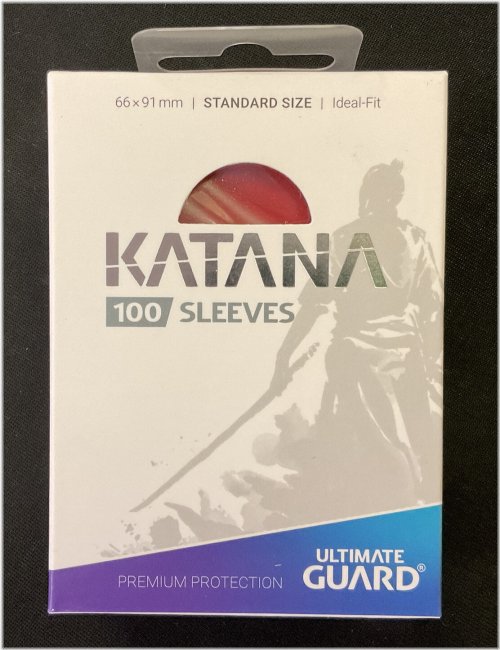 66×91mm | STANDARD SIZE | Ideal-Fit
KATANA
100 SLEEVES
PREMIUM PROTECTION
ULTIMATE
GUARD®